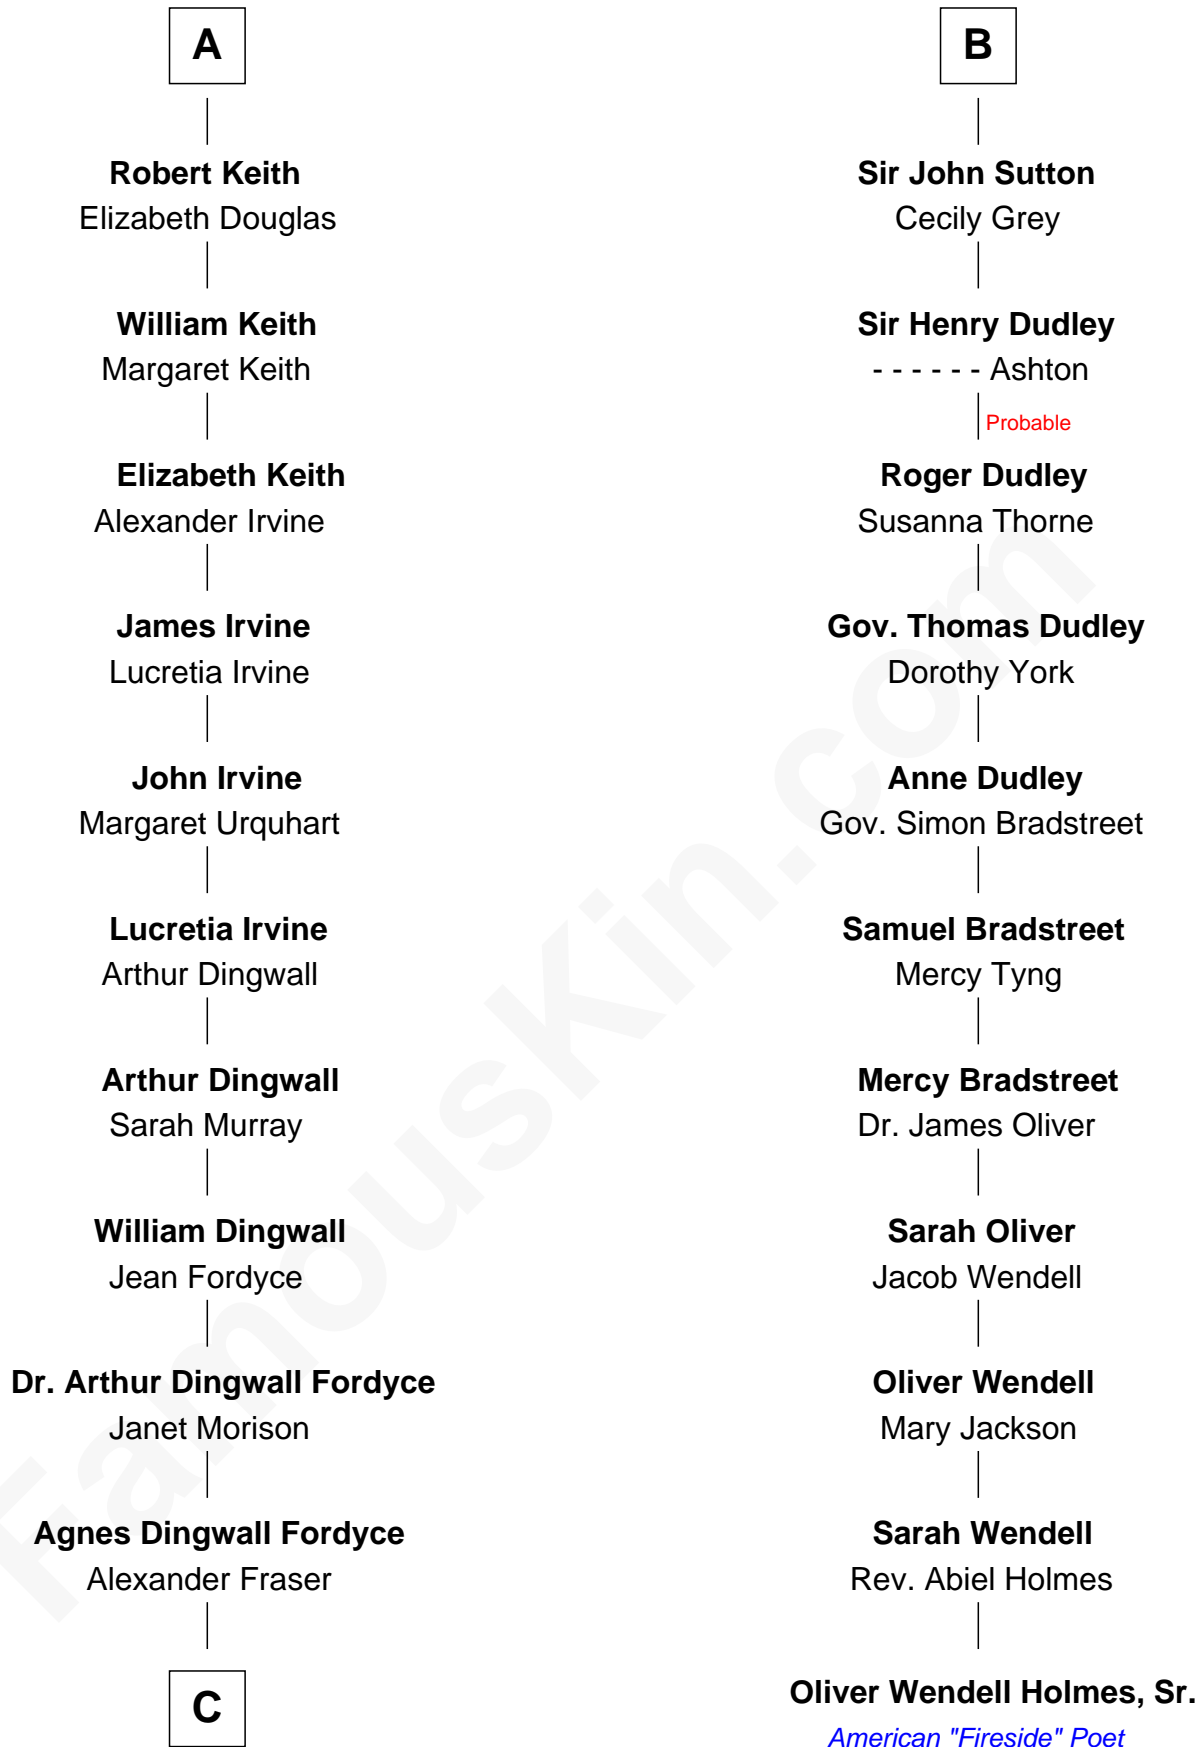 A
Robert Keith
Elizabeth Douglas
William Keith
Margaret Keith
Elizabeth Keith
Alexander Irvine
James Irvine
Lucretia Irvine
John Irvine
Margaret Urquhart
Lucretia Irvine
Arthur Dingwall
Arthur Dingwall
Sarah Murray
William Dingwall
Jean Fordyce
Dr. Arthur Dingwall Fordyce
Janet Morison
Agnes Dingwall Fordyce
Alexander Fraser
C
B
Sir John Sutton
Cecily Grey
Sir Henry Dudley
- - - - - - Ashton
Probable
Roger Dudley
Susanna Thorne
Gov. Thomas Dudley
Dorothy York
Anne Dudley
Gov. Simon Bradstreet
Samuel Bradstreet
Mercy Tyng
Mercy Bradstreet
Dr. James Oliver
Sarah Oliver
Jacob Wendell
Oliver Wendell
Mary Jackson
Sarah Wendell
Rev. Abiel Holmes
Oliver Wendell Holmes, Sr.
American "Fireside" Poet
FamousKin.com